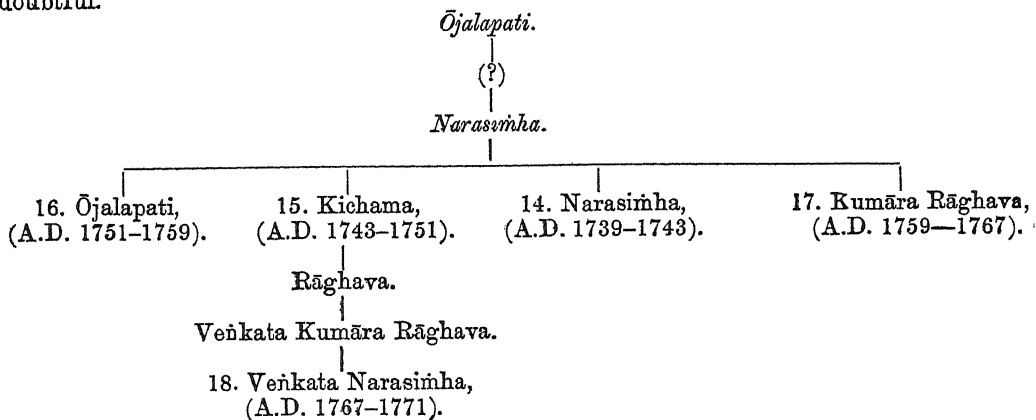 doubtful.
Ōjalapati.
(?)
Narasiṁha.
16. Ōjalapati, 15. Kichama, 14. Narasiṁha, 17. Kumāra Rāghava,
(A.D. 1751–1759). (A.D. 1743–1751). (A.D. 1739–1743). (A.D. 1759—1767).
Rāghava.
Veṅkata Kumāra Rāghava.
18. Veṅkata Narasiṁha,
(A.D. 1767–1771).